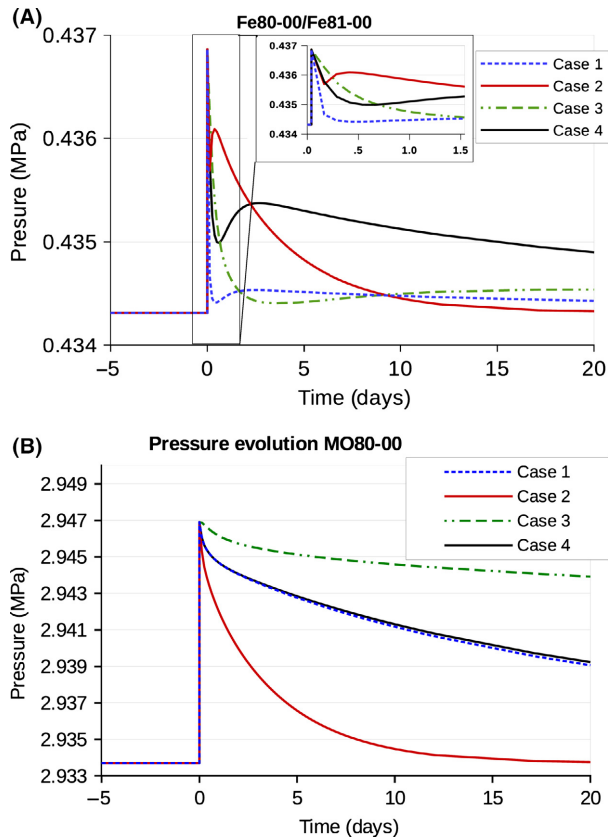 (A)
Fe80-00/Fe81-00
Pressure (MPa)
0.437
0.436
0.435
0.434
0.437
0.436
0.435
0.434
.0
.5
1.0
1.5
Case 1
Case 2
Case 3
Case 4
−5
0
5
10
15
20
Time (days)
(B)
Pressure evolution MO80-00
Pressure (MPa)
2.949
2.947
2.945
2.943
2.941
2.939
2.937
2.935
2.933
Case 1
Case 2
Case 3
Case 4
−5
0
5
10
15
20
Time (days)